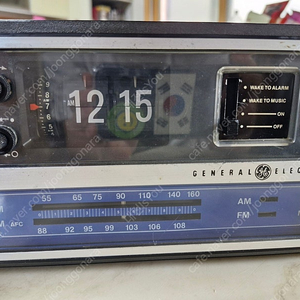 AM 12 15
WAKE TO ALARM
WAKE TO MUSIC
ON
OFF
GENERAL GE ELEC
55 65 75 90 110 140 160
AM
FM
M AFC 88 92 95 99 103 106 108